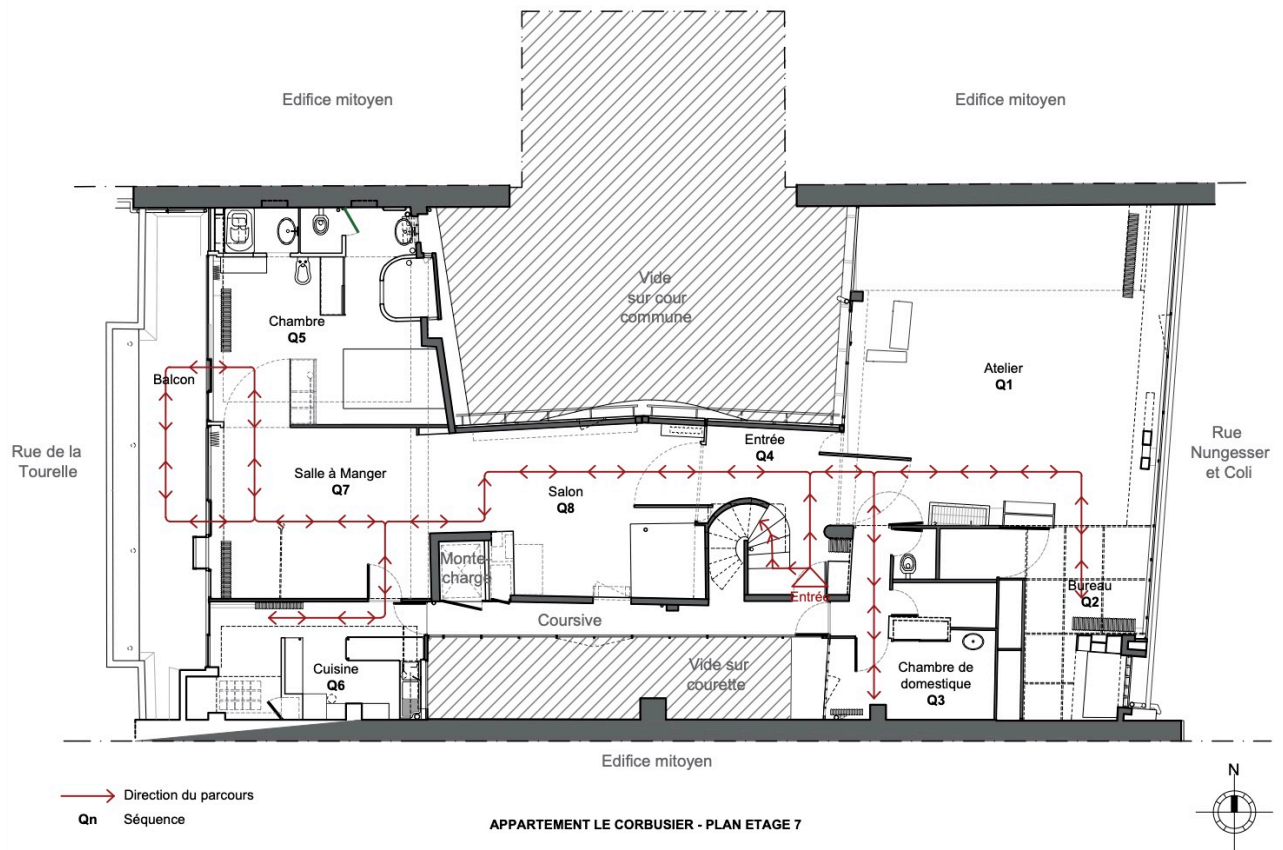 Edifice mitoyen
Edifice mitoyen
Vide
sur cour
commune
Chambre
Q5
Balcon
Atelier
Q1
Rue de la
Tourelle
Rue
Nungesser
et Coli
Entrée
Q4
Salle à Manger
Q7
Salon
Q8
Monte-
charge
Entrée
Bureau
Q2
Coursive
Cuisine
Q6
Vide sur
courette
Chambre de
domestique
Q3
Edifice mitoyen
N
Direction du parcours
Qn Séquence
APPARTEMENT LE CORBUSIER - PLAN ETAGE 7